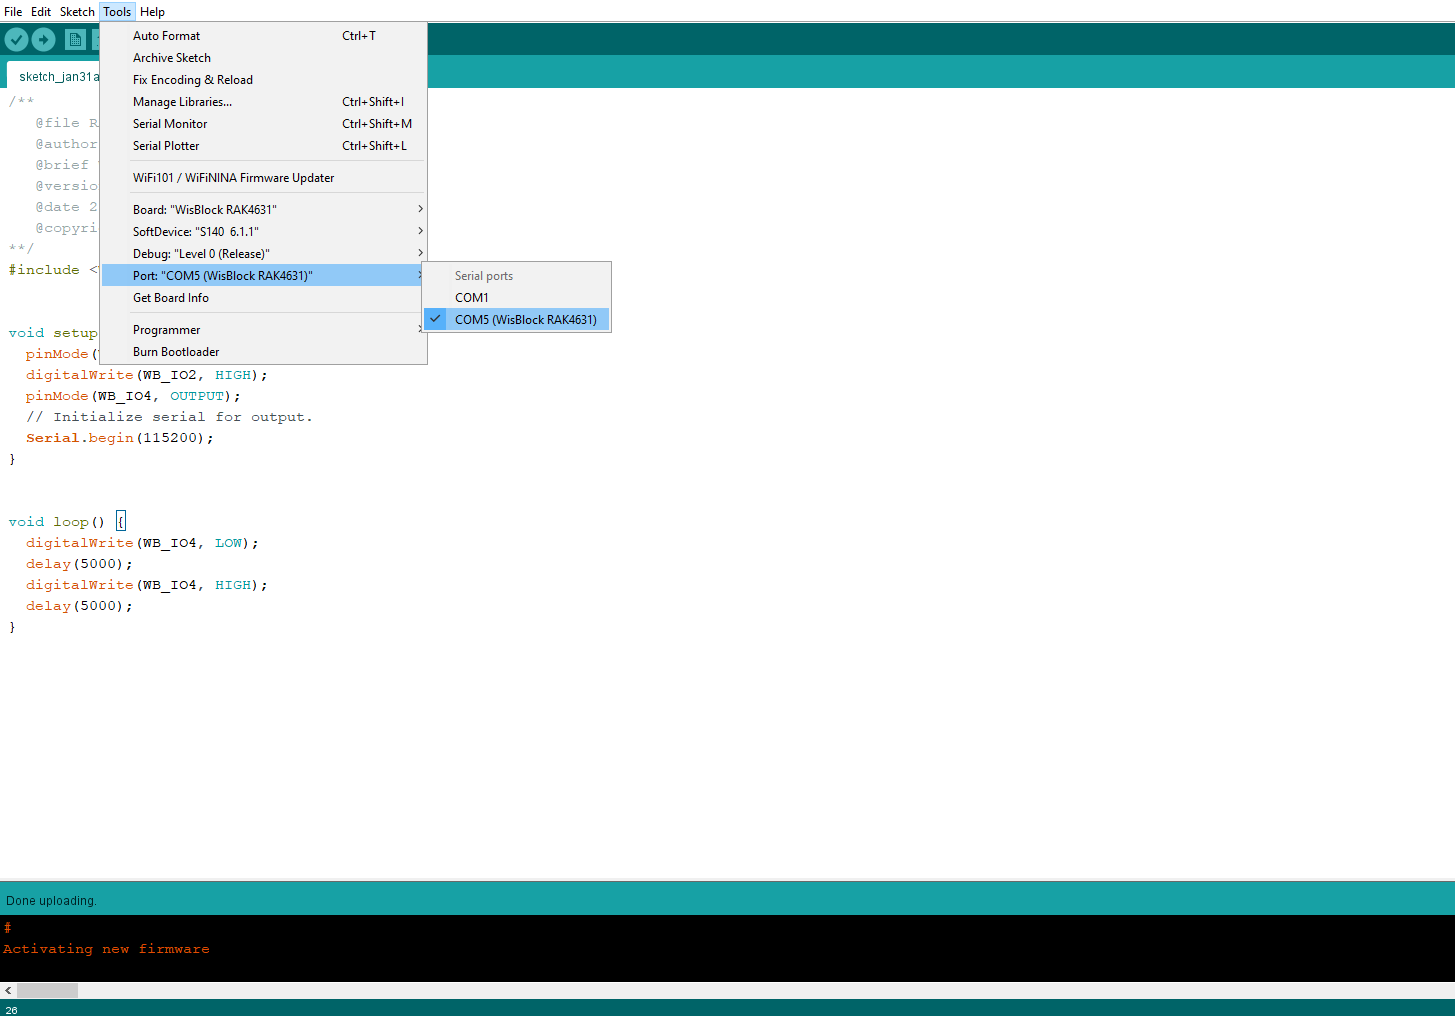 File Edit Sketch Tools Help
Auto Format Ctrl+T
Archive Sketch
Fix Encoding & Reload
Manage Libraries... Ctrl+Shift+I
Serial Monitor Ctrl+Shift+M
Serial Plotter Ctrl+Shift+L
WiFi101 / WiFiNINA Firmware Updater
Board: "WisBlock RAK4631"
SoftDevice: "S140 6.1.1"
Debug: "Level 0 (Release)"
Port: "COM5 (WisBlock RAK4631)"
Get Board Info
Programmer
Burn Bootloader
Serial ports
COM1
COM5 (WisBlock RAK4631)
sketch_jan31a
/**
@file R
@author
@brief
@versio
@date 2
@copyri
**/
#include <
void setup
pinMode(
digitalWrite(WB_IO2, HIGH);
pinMode(WB_IO4, OUTPUT);
// Initialize serial for output.
Serial.begin(115200);
}
void loop() {
digitalWrite(WB_IO4, LOW);
delay(5000);
digitalWrite(WB_IO4, HIGH);
delay(5000);
}
Done uploading.
#
Activating new firmware
26